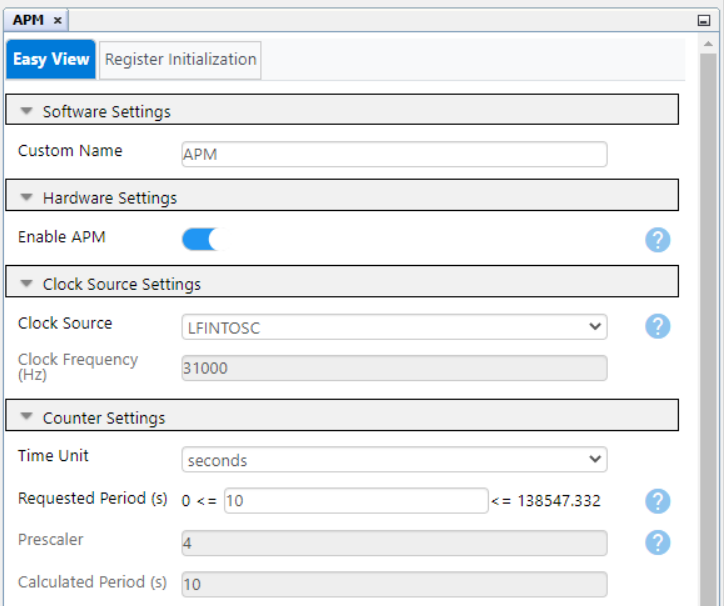 APM ×
Easy View Register Initialization
Software Settings
Custom Name APM
Hardware Settings
Enable APM ?
Clock Source Settings
Clock Source LFINTOSC ?
Clock Frequency
(Hz) 31000
Counter Settings
Time Unit seconds
Requested Period (s) 0 <= 10 <= 138547.332 ?
Prescaler 4 ?
Calculated Period (s) 10